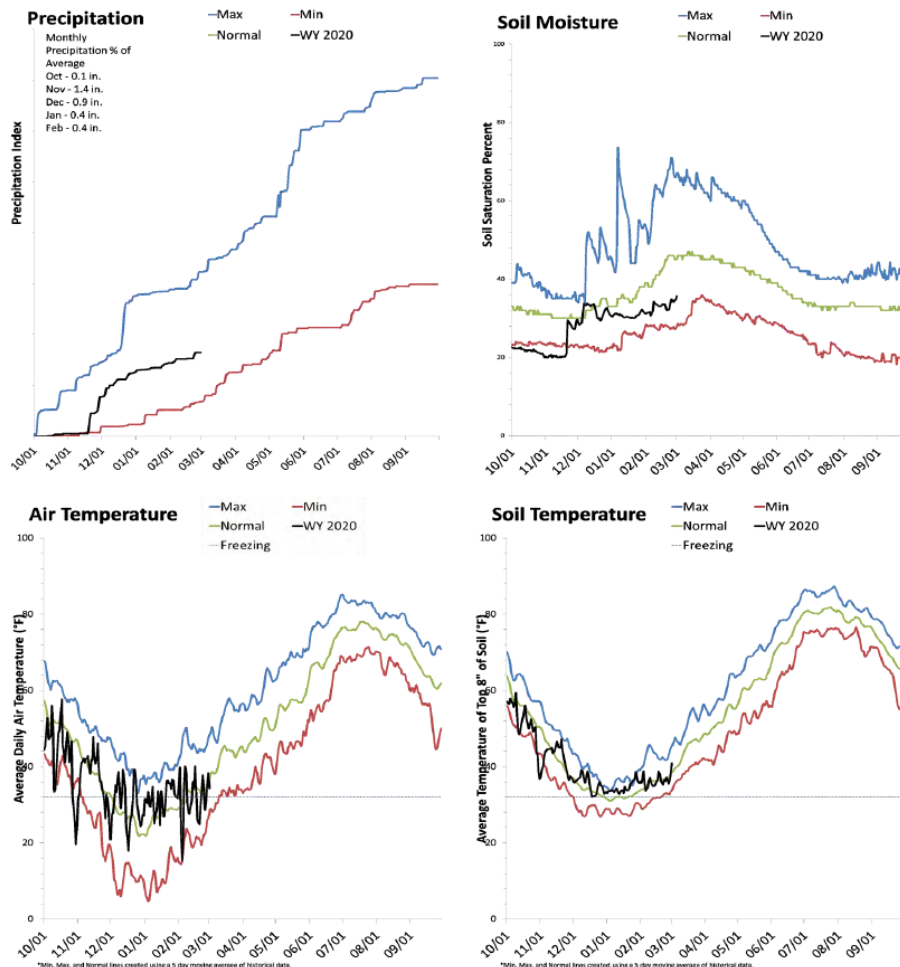 Precipitation
Max
Min
Normal
WY 2020
Monthly
Precipitation % of
Average
Oct - 0.1 in.
Nov - 1.4 in.
Dec - 0.9 in.
Jan - 0.4 in.
Feb - 0.4 in.
Precipitation Index
10/01 11/01 12/01 01/01 02/01 03/01 04/01 05/01 06/01 07/01 08/01 09/01
Soil Moisture
Max
Min
Normal
WY 2020
100
80
60
40
20
0
Soil Saturation Percent
10/01 11/01 12/01 01/01 02/01 03/01 04/01 05/01 06/01 07/01 08/01 09/01
Air Temperature
Max
Min
Normal
WY 2020
Freezing
100
80
60
40
20
0
Average Daily Air Temperature (°F)
10/01 11/01 12/01 01/01 02/01 03/01 04/01 05/01 06/01 07/01 08/01 09/01
*Min, Max, and Normal lines created using a 5 day moving average of historical data.
Soil Temperature
Max
Min
Normal
WY 2020
Freezing
100
80
60
40
20
0
Average Temperature of Top 8" of Soil (°F)
10/01 11/01 12/01 01/01 02/01 03/01 04/01 05/01 06/01 07/01 08/01 09/01
*Min, Max, and Normal lines created using a 5 day moving average of historical data.